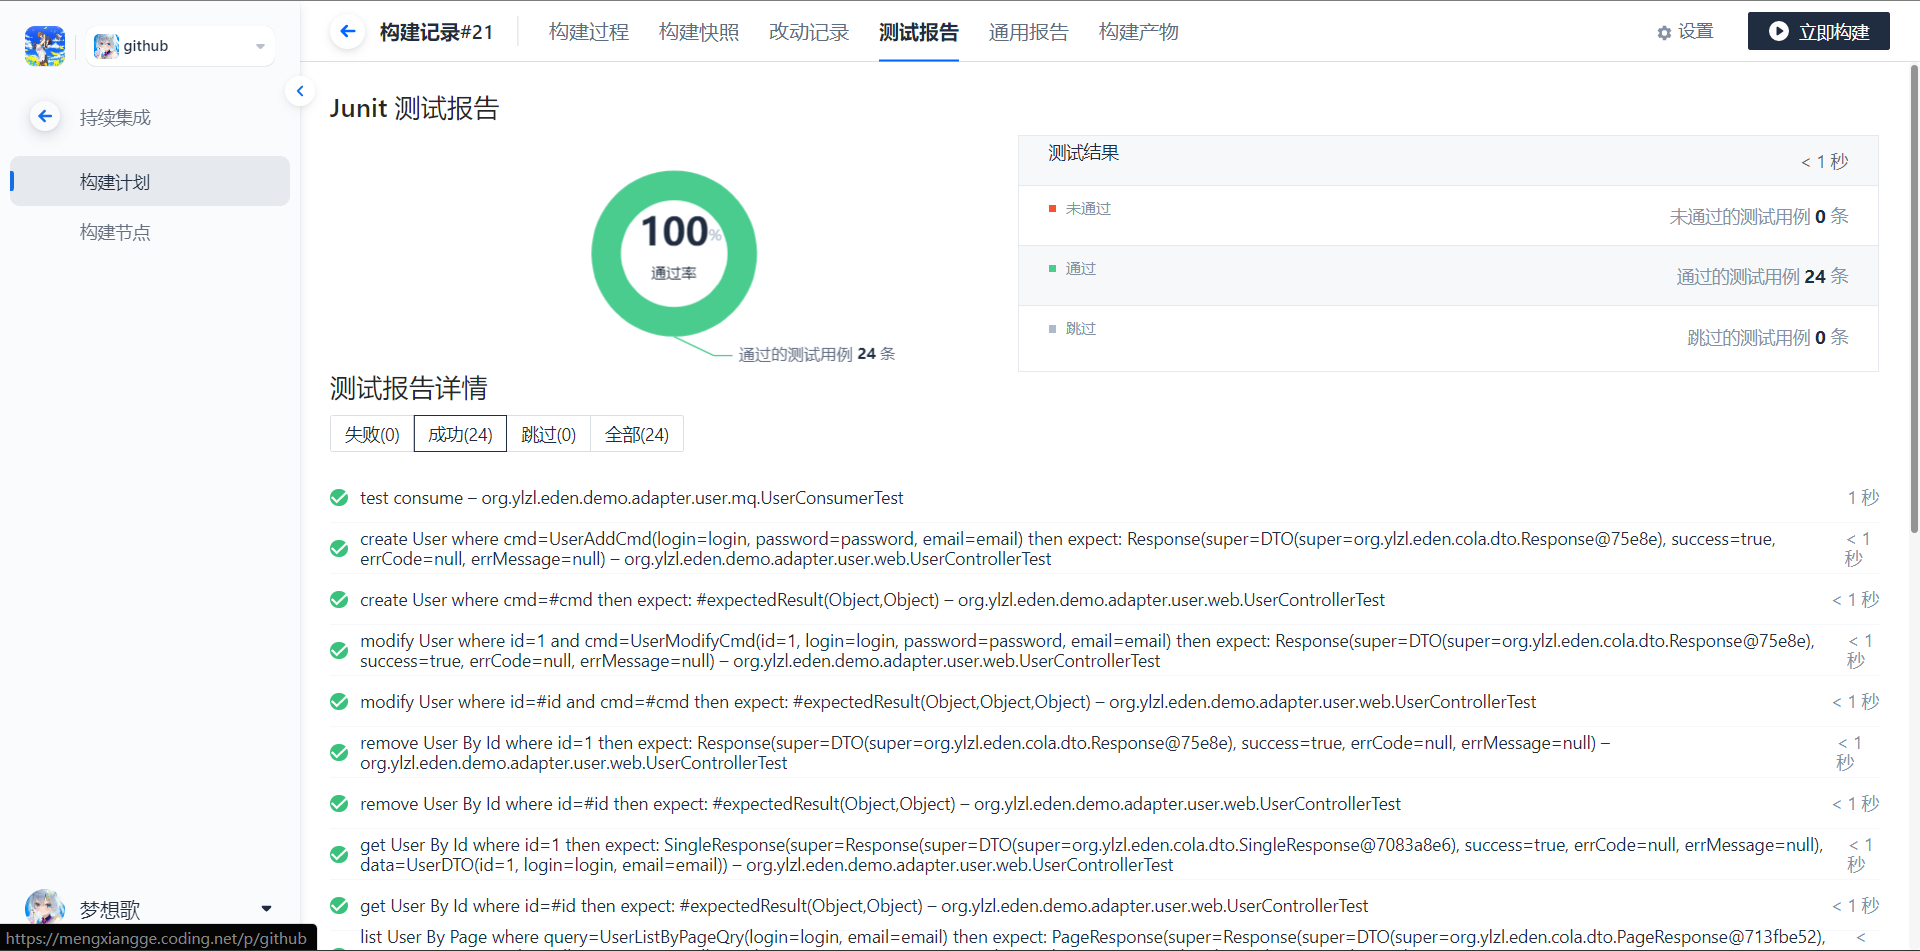 github
构建记录#21
构建过程
构建快照
改动记录
测试报告
通用报告
构建产物
设置
立即构建
持续集成
构建计划
构建节点
Junit 测试报告
100%
通过率
通过的测试用例 24 条
测试结果
< 1 秒
未通过
未通过的测试用例 0 条
通过
通过的测试用例 24 条
跳过
跳过的测试用例 0 条
测试报告详情
失败(0)
成功(24)
跳过(0)
全部(24)
test consume – org.ylzl.eden.demo.adapter.user.mq.UserConsumerTest
1 秒
create User where cmd=UserAddCmd(login=login, password=password, email=email) then expect: Response(super=DTO(super=org.ylzl.eden.cola.dto.Response@75e8e), success=true,
errCode=null, errMessage=null) – org.ylzl.eden.demo.adapter.user.web.UserControllerTest
< 1
秒
create User where cmd=#cmd then expect: #expectedResult(Object,Object) – org.ylzl.eden.demo.adapter.user.web.UserControllerTest
< 1 秒
modify User where id=1 and cmd=UserModifyCmd(id=1, login=login, password=password, email=email) then expect: Response(super=DTO(super=org.ylzl.eden.cola.dto.Response@75e8e),
success=true, errCode=null, errMessage=null) – org.ylzl.eden.demo.adapter.user.web.UserControllerTest
< 1
秒
modify User where id=#id and cmd=#cmd then expect: #expectedResult(Object,Object,Object) – org.ylzl.eden.demo.adapter.user.web.UserControllerTest
< 1 秒
remove User By Id where id=1 then expect: Response(super=DTO(super=org.ylzl.eden.cola.dto.Response@75e8e), success=true, errCode=null, errMessage=null) –
org.ylzl.eden.demo.adapter.user.web.UserControllerTest
< 1
秒
remove User By Id where id=#id then expect: #expectedResult(Object,Object) – org.ylzl.eden.demo.adapter.user.web.UserControllerTest
< 1 秒
get User By Id where id=1 then expect: SingleResponse(super=Response(super=DTO(super=org.ylzl.eden.cola.dto.SingleResponse@7083a8e6), success=true, errCode=null, errMessage=null),
data=UserDTO(id=1, login=login, email=email)) – org.ylzl.eden.demo.adapter.user.web.UserControllerTest
< 1
秒
get User By Id where id=#id then expect: #expectedResult(Object,Object) – org.ylzl.eden.demo.adapter.user.web.UserControllerTest
< 1 秒
list User By Page where query=UserListByPageQry(login=login, email=email) then expect: PageResponse(super=Response(super=DTO(super=org.ylzl.eden.cola.dto.PageResponse@713fbe52),
<
梦想歌
https://mengxiangge.coding.net/p/github